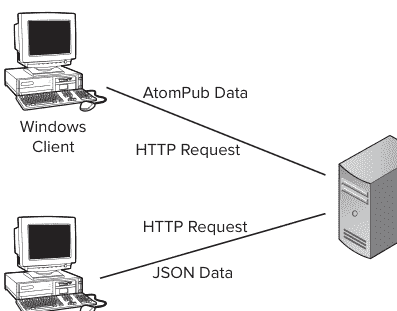 AtomPub Data
Windows
Client
HTTP Request
HTTP Request
JSON Data